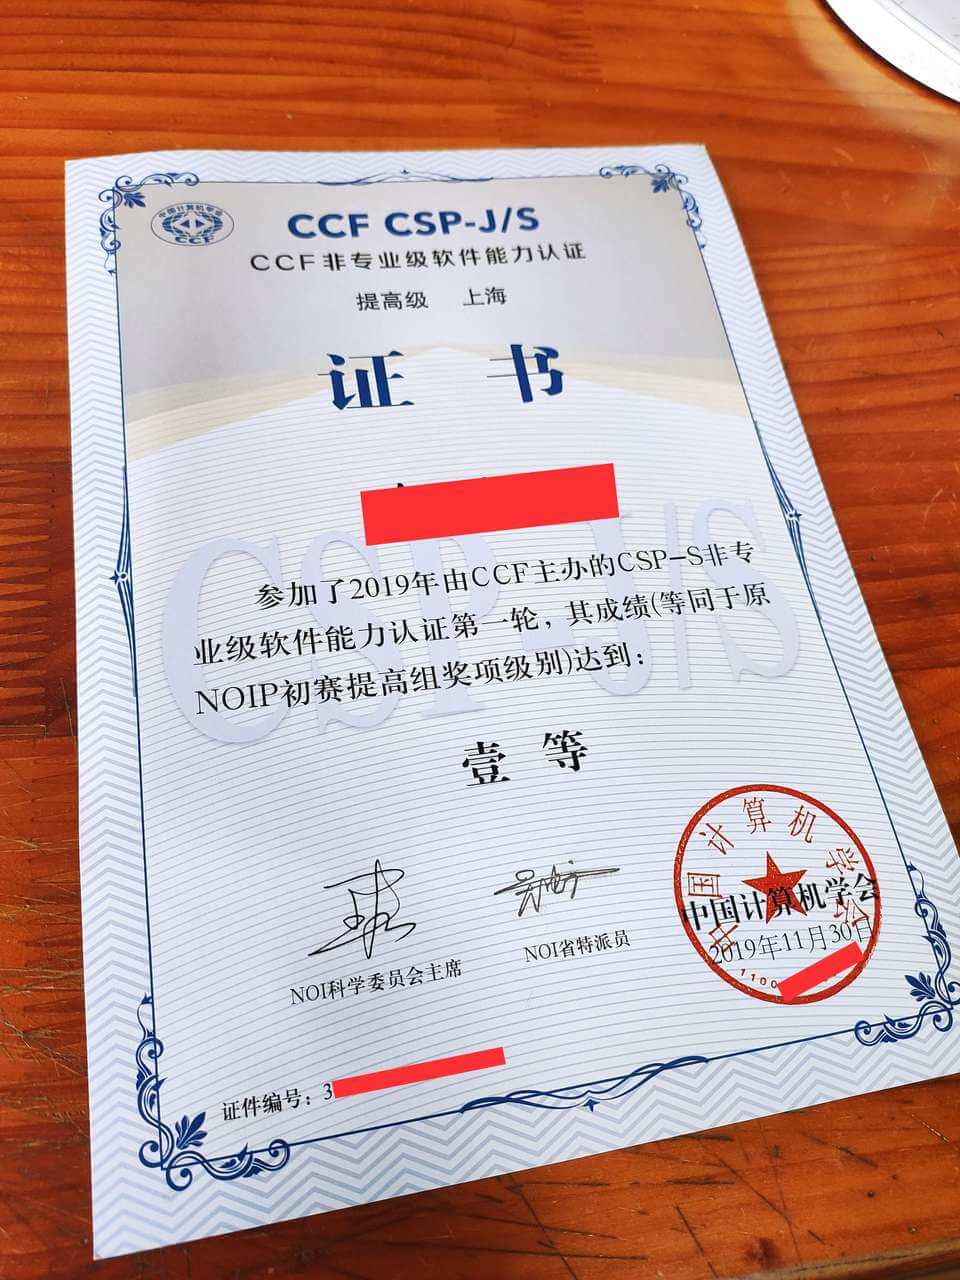 中国计算机学会
CCF
CCF CSP-J/S
CCF非专业级软件能力认证
提高级 上海
证 书
CSP-J/S
参加了2019年由CCF主办的CSP-S非专
业级软件能力认证第一轮，其成绩(等同于原
NOIP初赛提高组奖项级别)达到：
壹 等
NOI科学委员会主席
NOI省特派员
中国计算机学会
中国计算机学会
2019年11月30日
1100
证件编号：3